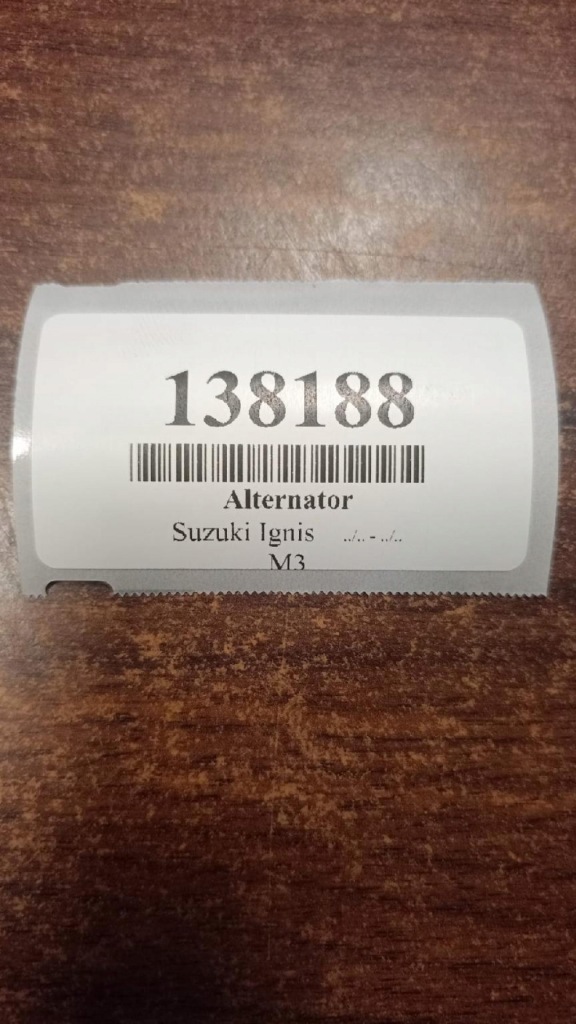 138188
Alternator
Suzuki Ignis ../.. - ../..
M3